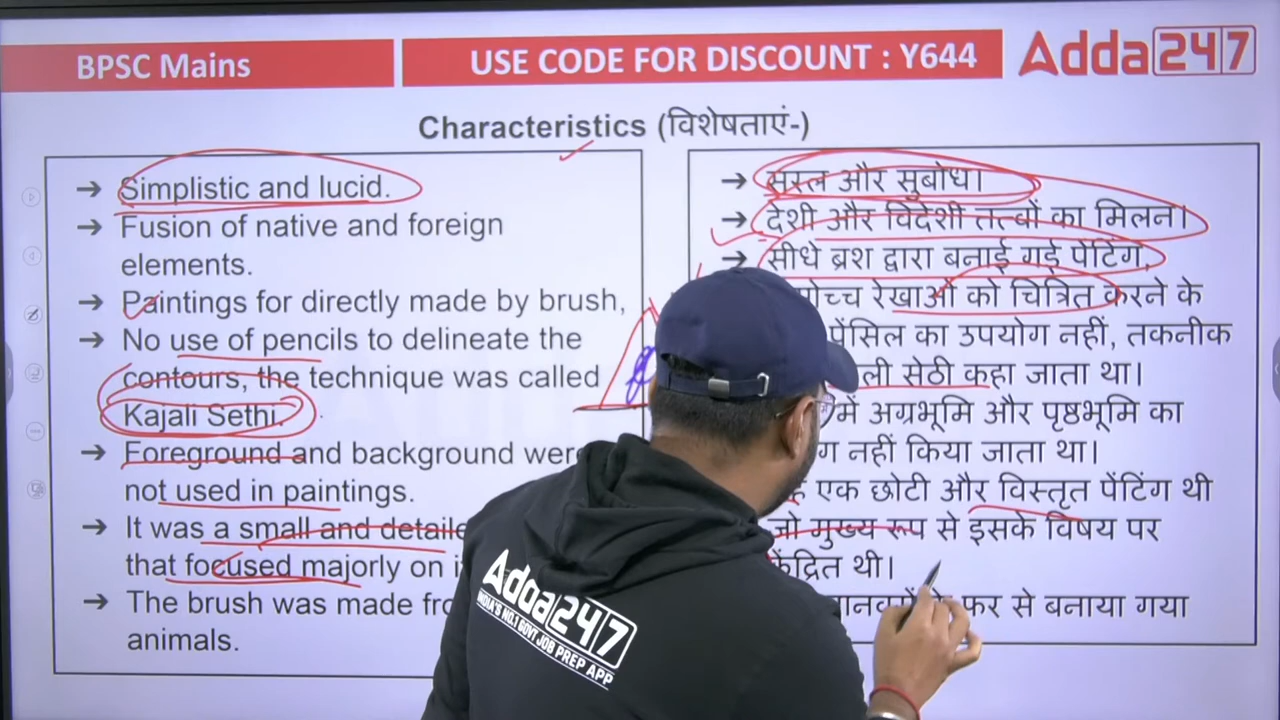 BPSC Mains
USE CODE FOR DISCOUNT : Y644
Adda247
Characteristics (विशेषताएं-)
→ Simplistic and lucid.
→ Fusion of native and foreign
elements.
→ Paintings for directly made by brush,
→ No use of pencils to delineate the
contours, the technique was called
Kajali Sethi.
→ Foreground and background were
not used in paintings.
→ It was a small and detaile
that focused majorly on
→ The brush was made fro
animals.
→ सरल और सुबोध।
→ देशी और विदेशी तत्वों का मिलन।
→ सीधे ब्रश द्वारा बनाई गई पेंटिंग,
रेखाओं को चित्रित करने के
पेंसिल का उपयोग नहीं, तकनीक
ली सेठी कहा जाता था।
में अग्रभूमि और पृष्ठभूमि का
ग नहीं किया जाता था।
एक छोटी और विस्तृत पेंटिंग थी
जो मुख्य रूप से इसके विषय पर
केंद्रित थी।
फर से बनाया गया
Adda247
INDIA'S NO.1 GOVT JOB PREP APP